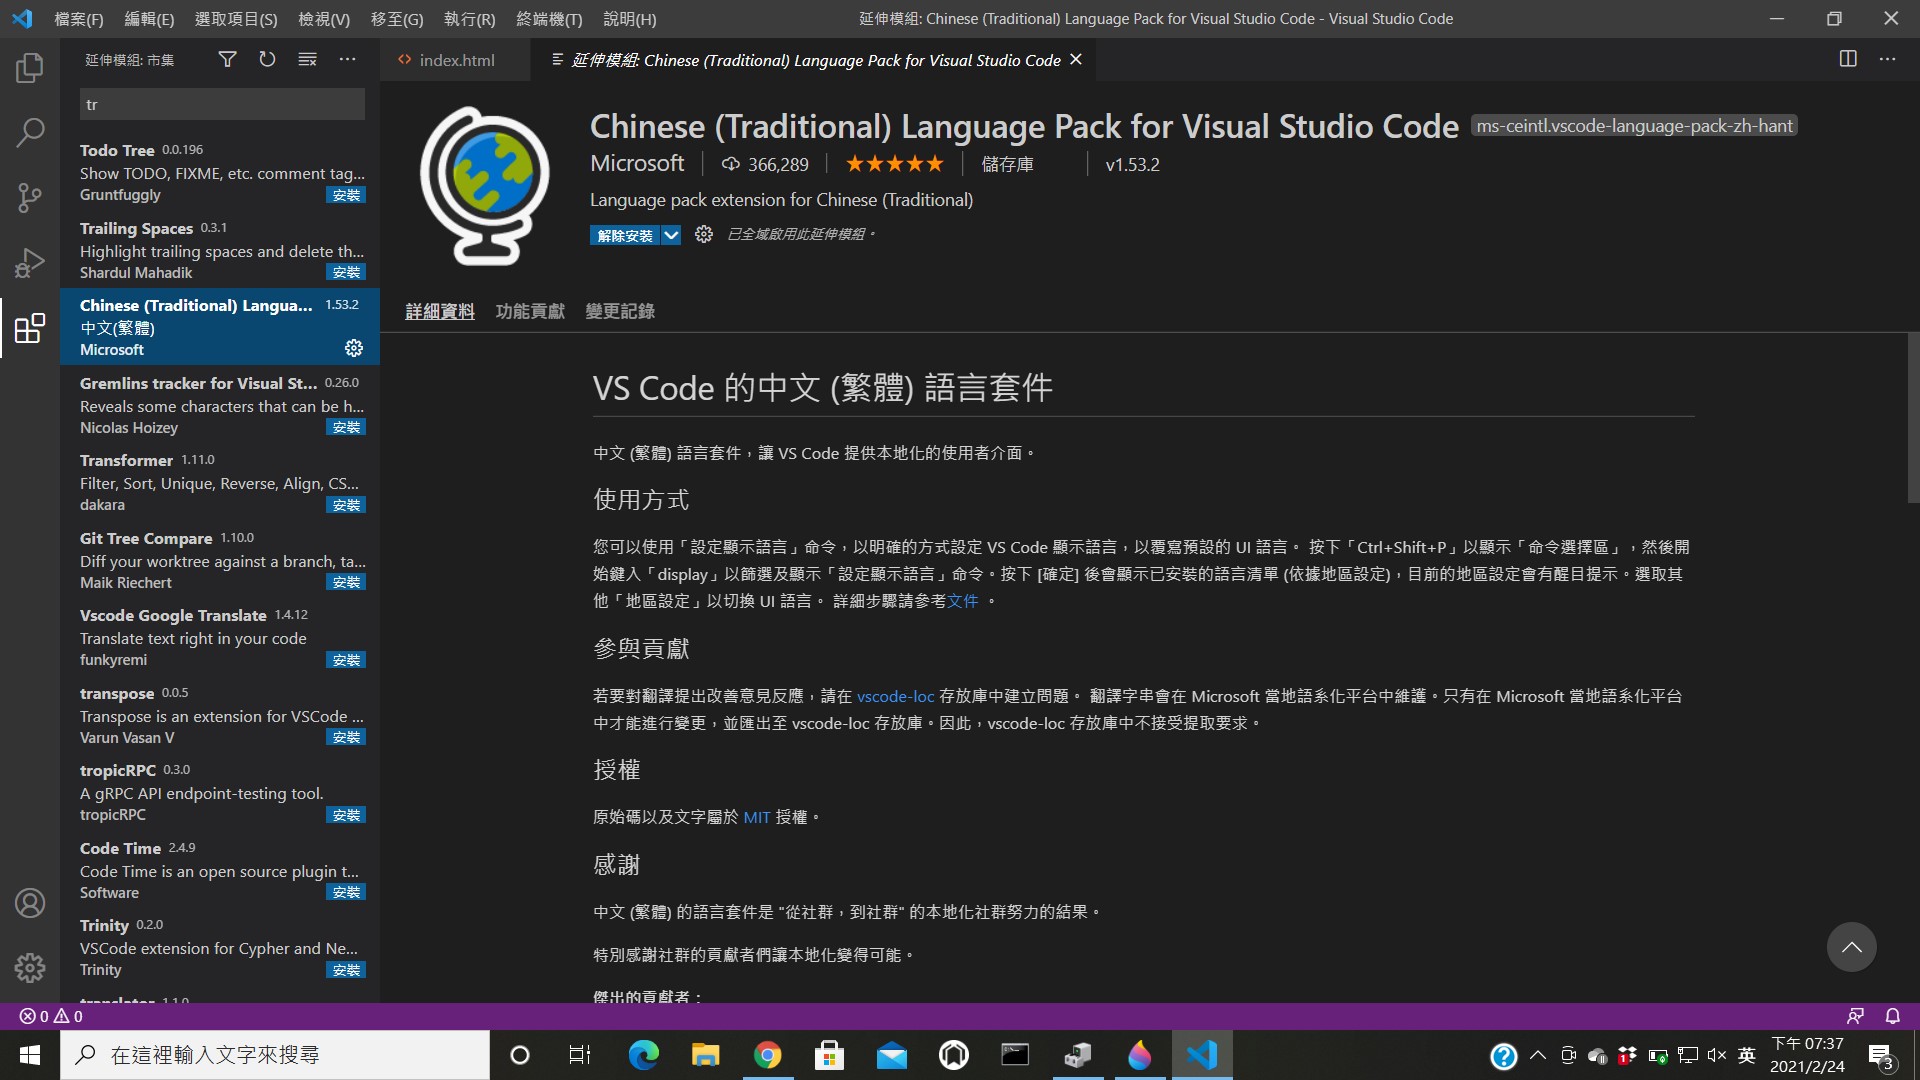 檔案(F) 編輯(E) 選取項目(S) 檢視(V) 移至(G) 執行(R) 終端機(T) 說明(H)
延伸模組: Chinese (Traditional) Language Pack for Visual Studio Code - Visual Studio Code
延伸模組: 市集
index.html
延伸模組: Chinese (Traditional) Language Pack for Visual Studio Code
tr
Todo Tree 0.0.196
Show TODO, FIXME, etc. comment tag...
Gruntfuggly 安裝
Trailing Spaces 0.3.1
Highlight trailing spaces and delete th...
Shardul Mahadik 安裝
Chinese (Traditional) Langua... 1.53.2
中文(繁體)
Microsoft
Gremlins tracker for Visual St... 0.26.0
Reveals some characters that can be h...
Nicolas Hoizey 安裝
Transformer 1.11.0
Filter, Sort, Unique, Reverse, Align, CS...
dakara 安裝
Git Tree Compare 1.10.0
Diff your worktree against a branch, ta...
Maik Riechert 安裝
Vscode Google Translate 1.4.12
Translate text right in your code
funkyremi 安裝
transpose 0.0.5
Transpose is an extension for VSCode ...
Varun Vasan V 安裝
tropicRPC 0.3.0
A gRPC API endpoint-testing tool.
tropicRPC 安裝
Code Time 2.4.9
Code Time is an open source plugin t...
Software 安裝
Trinity 0.2.0
VSCode extension for Cypher and Ne...
Trinity 安裝
translator 1.1.0
Chinese (Traditional) Language Pack for Visual Studio Code ms-ceintl.vscode-language-pack-zh-hant
Microsoft 366,289 儲存庫 v1.53.2
Language pack extension for Chinese (Traditional)
解除安裝 已全域啟用此延伸模組。
詳細資料 功能貢獻 變更記錄
VS Code 的中文 (繁體) 語言套件
中文 (繁體) 語言套件，讓 VS Code 提供本地化的使用者介面。
使用方式
您可以使用「設定顯示語言」命令，以明確的方式設定 VS Code 顯示語言，以覆寫預設的 UI 語言。 按下「Ctrl+Shift+P」以顯示「命令選擇區」，然後開
始鍵入「display」以篩選及顯示「設定顯示語言」命令。按下 [確定] 後會顯示已安裝的語言清單 (依據地區設定)，目前的地區設定會有醒目提示。選取其
他「地區設定」以切換 UI 語言。 詳細步驟請參考文件 。
參與貢獻
若要對翻譯提出改善意見反應，請在 vscode-loc 存放庫中建立問題。 翻譯字串會在 Microsoft 當地語系化平台中維護。只有在 Microsoft 當地語系化平台
中才能進行變更，並匯出至 vscode-loc 存放庫。因此，vscode-loc 存放庫中不接受提取要求。
授權
原始碼以及文字屬於 MIT 授權。
感謝
中文 (繁體) 的語言套件是 "從社群，到社群" 的本地化社群努力的結果。
特別感謝社群的貢獻者們讓本地化變得可能。
傑出的貢獻者：
0 0
在這裡輸入文字來搜尋
1
英
下午 07:37
2021/2/24
3